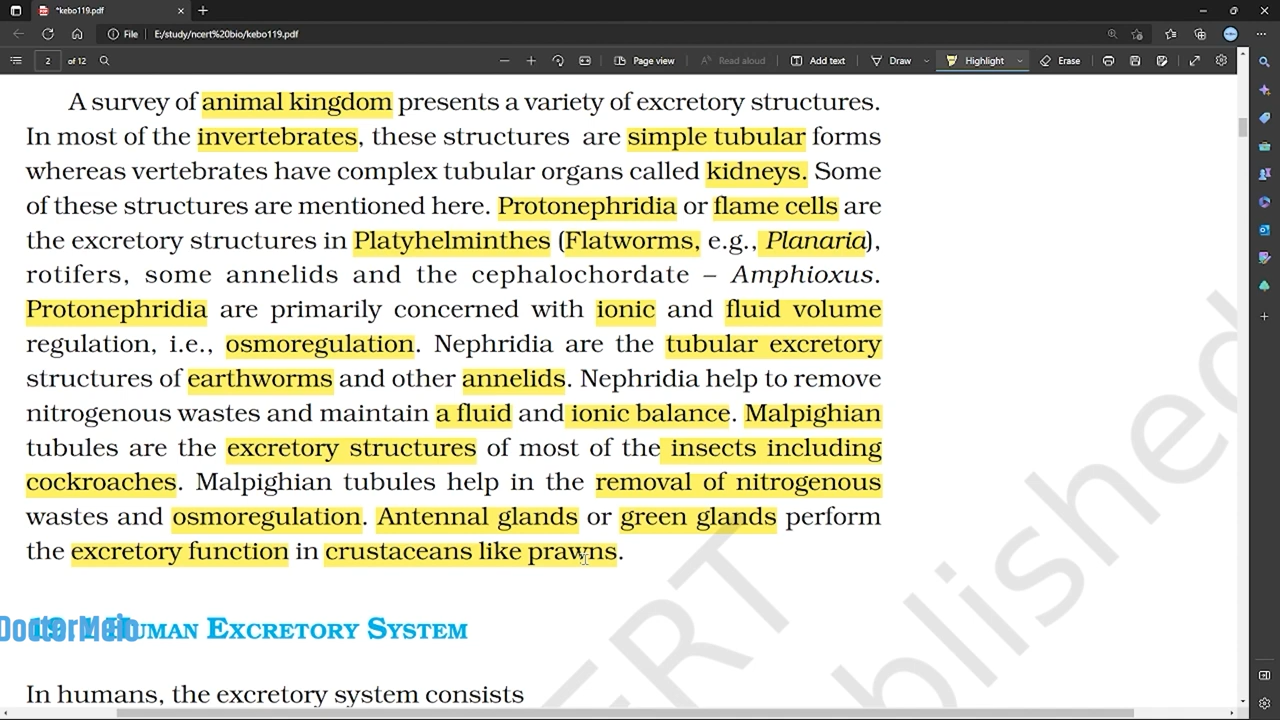 *kebo119.pdf
File E:/study/ncert%20bio/kebo119.pdf
2 of 12 Page view Read aloud Add text Draw Highlight Erase
A survey of animal kingdom presents a variety of excretory structures.
In most of the invertebrates, these structures are simple tubular forms
whereas vertebrates have complex tubular organs called kidneys. Some
of these structures are mentioned here. Protonephridia or flame cells are
the excretory structures in Platyhelminthes (Flatworms, e.g., Planaria),
rotifers, some annelids and the cephalochordate – Amphioxus.
Protonephridia are primarily concerned with ionic and fluid volume
regulation, i.e., osmoregulation. Nephridia are the tubular excretory
structures of earthworms and other annelids. Nephridia help to remove
nitrogenous wastes and maintain a fluid and ionic balance. Malpighian
tubules are the excretory structures of most of the insects including
cockroaches. Malpighian tubules help in the removal of nitrogenous
wastes and osmoregulation. Antennal glands or green glands perform
the excretory function in crustaceans like prawns.
Human Excretory System
In humans, the excretory system consists